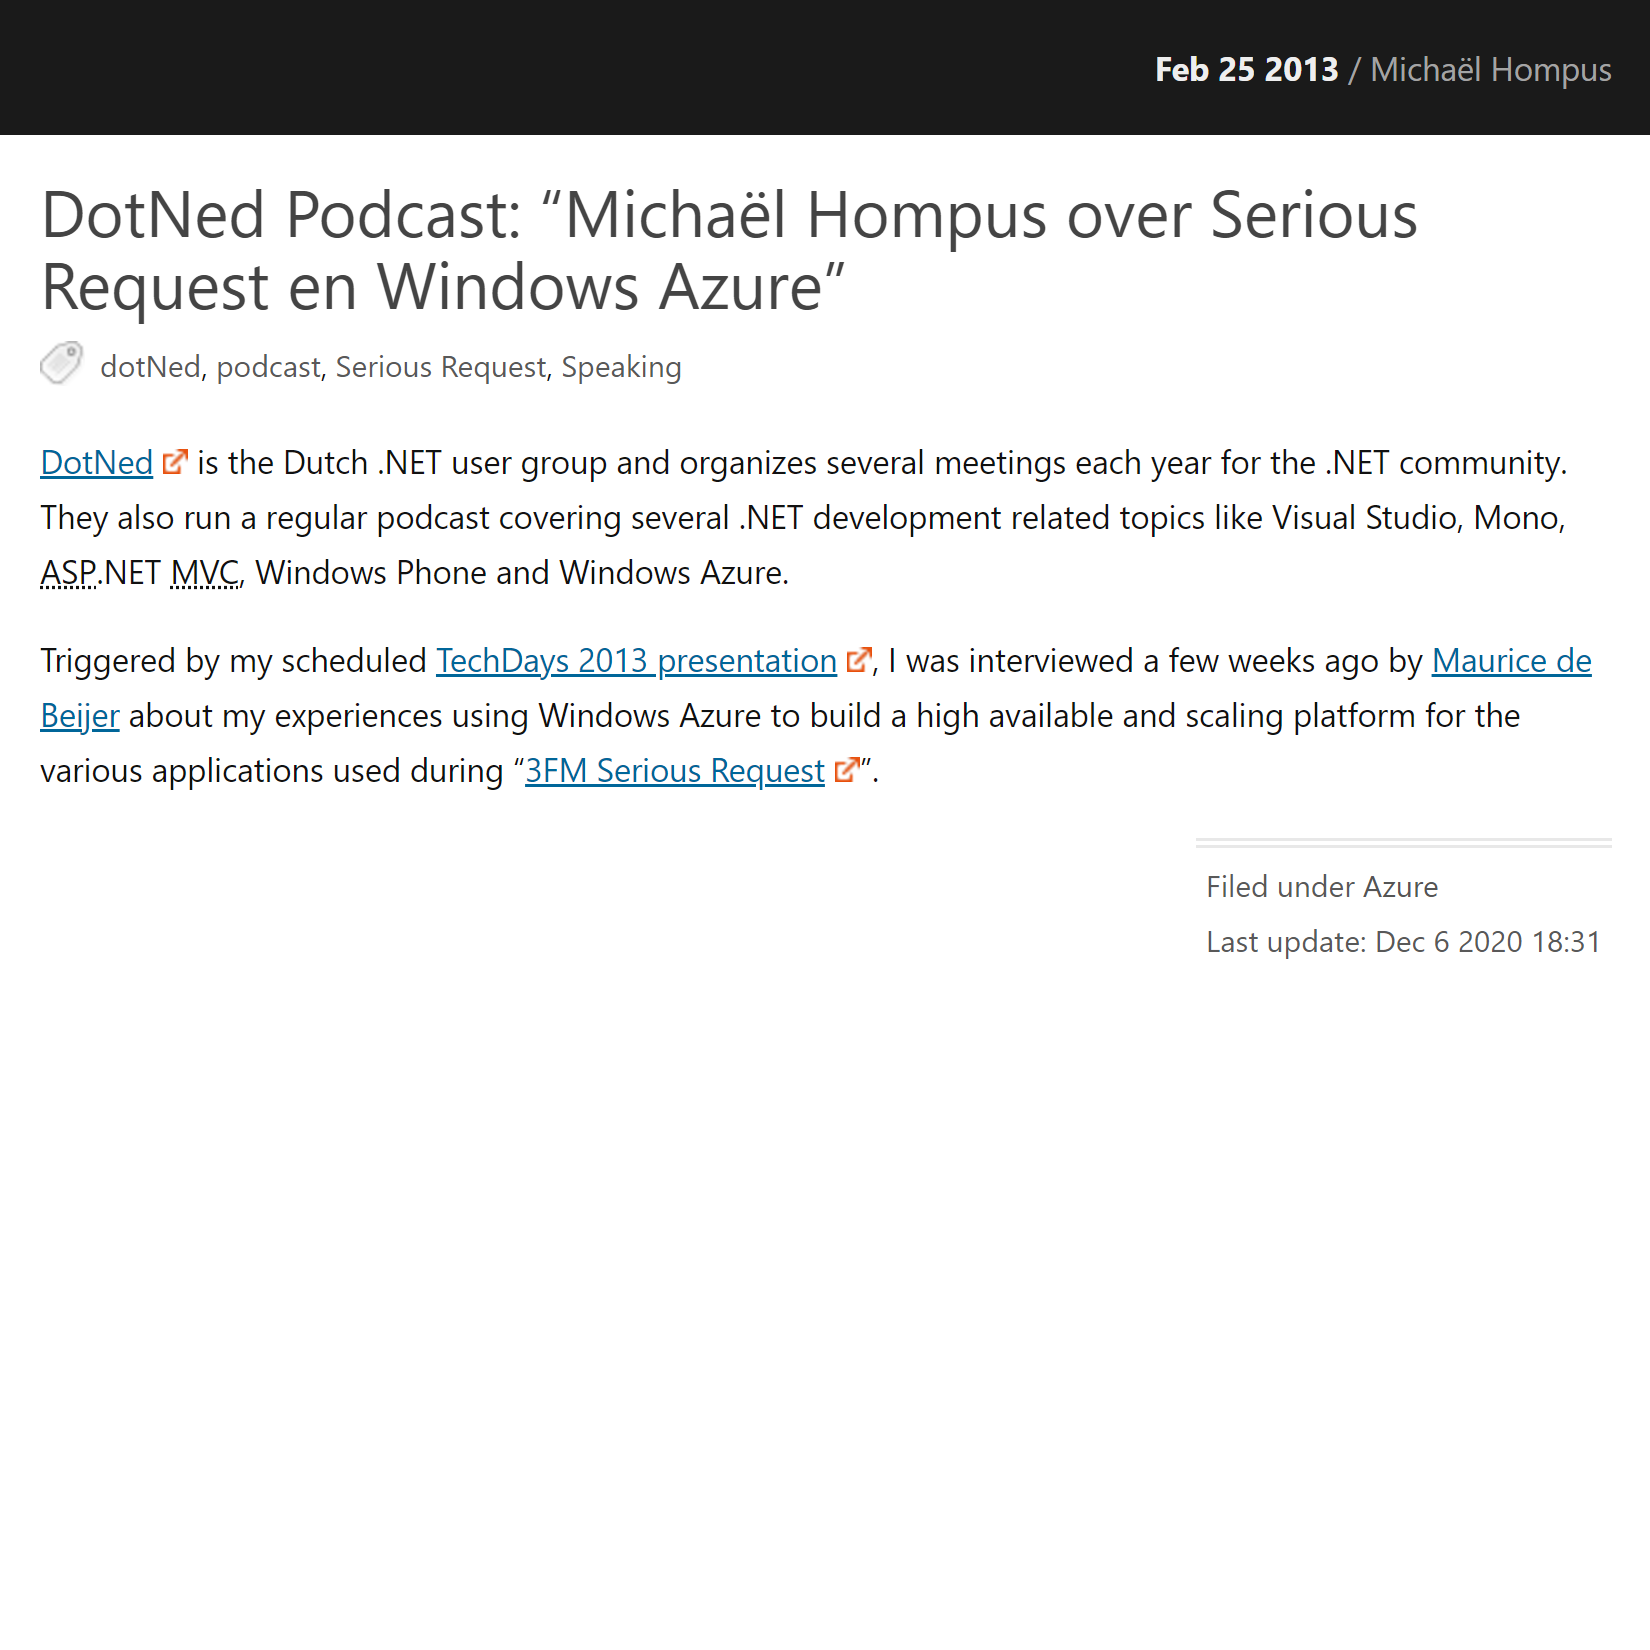 Feb 25 2013 / Michaël Hompus
DotNed Podcast: “Michaël Hompus over Serious
Request en Windows Azure”
dotNed, podcast, Serious Request, Speaking
DotNed is the Dutch .NET user group and organizes several meetings each year for the .NET community.
They also run a regular podcast covering several .NET development related topics like Visual Studio, Mono,
ASP.NET MVC, Windows Phone and Windows Azure.
Triggered by my scheduled TechDays 2013 presentation, I was interviewed a few weeks ago by Maurice de
Beijer about my experiences using Windows Azure to build a high available and scaling platform for the
various applications used during “3FM Serious Request”.
Filed under Azure
Last update: Dec 6 2020 18:31